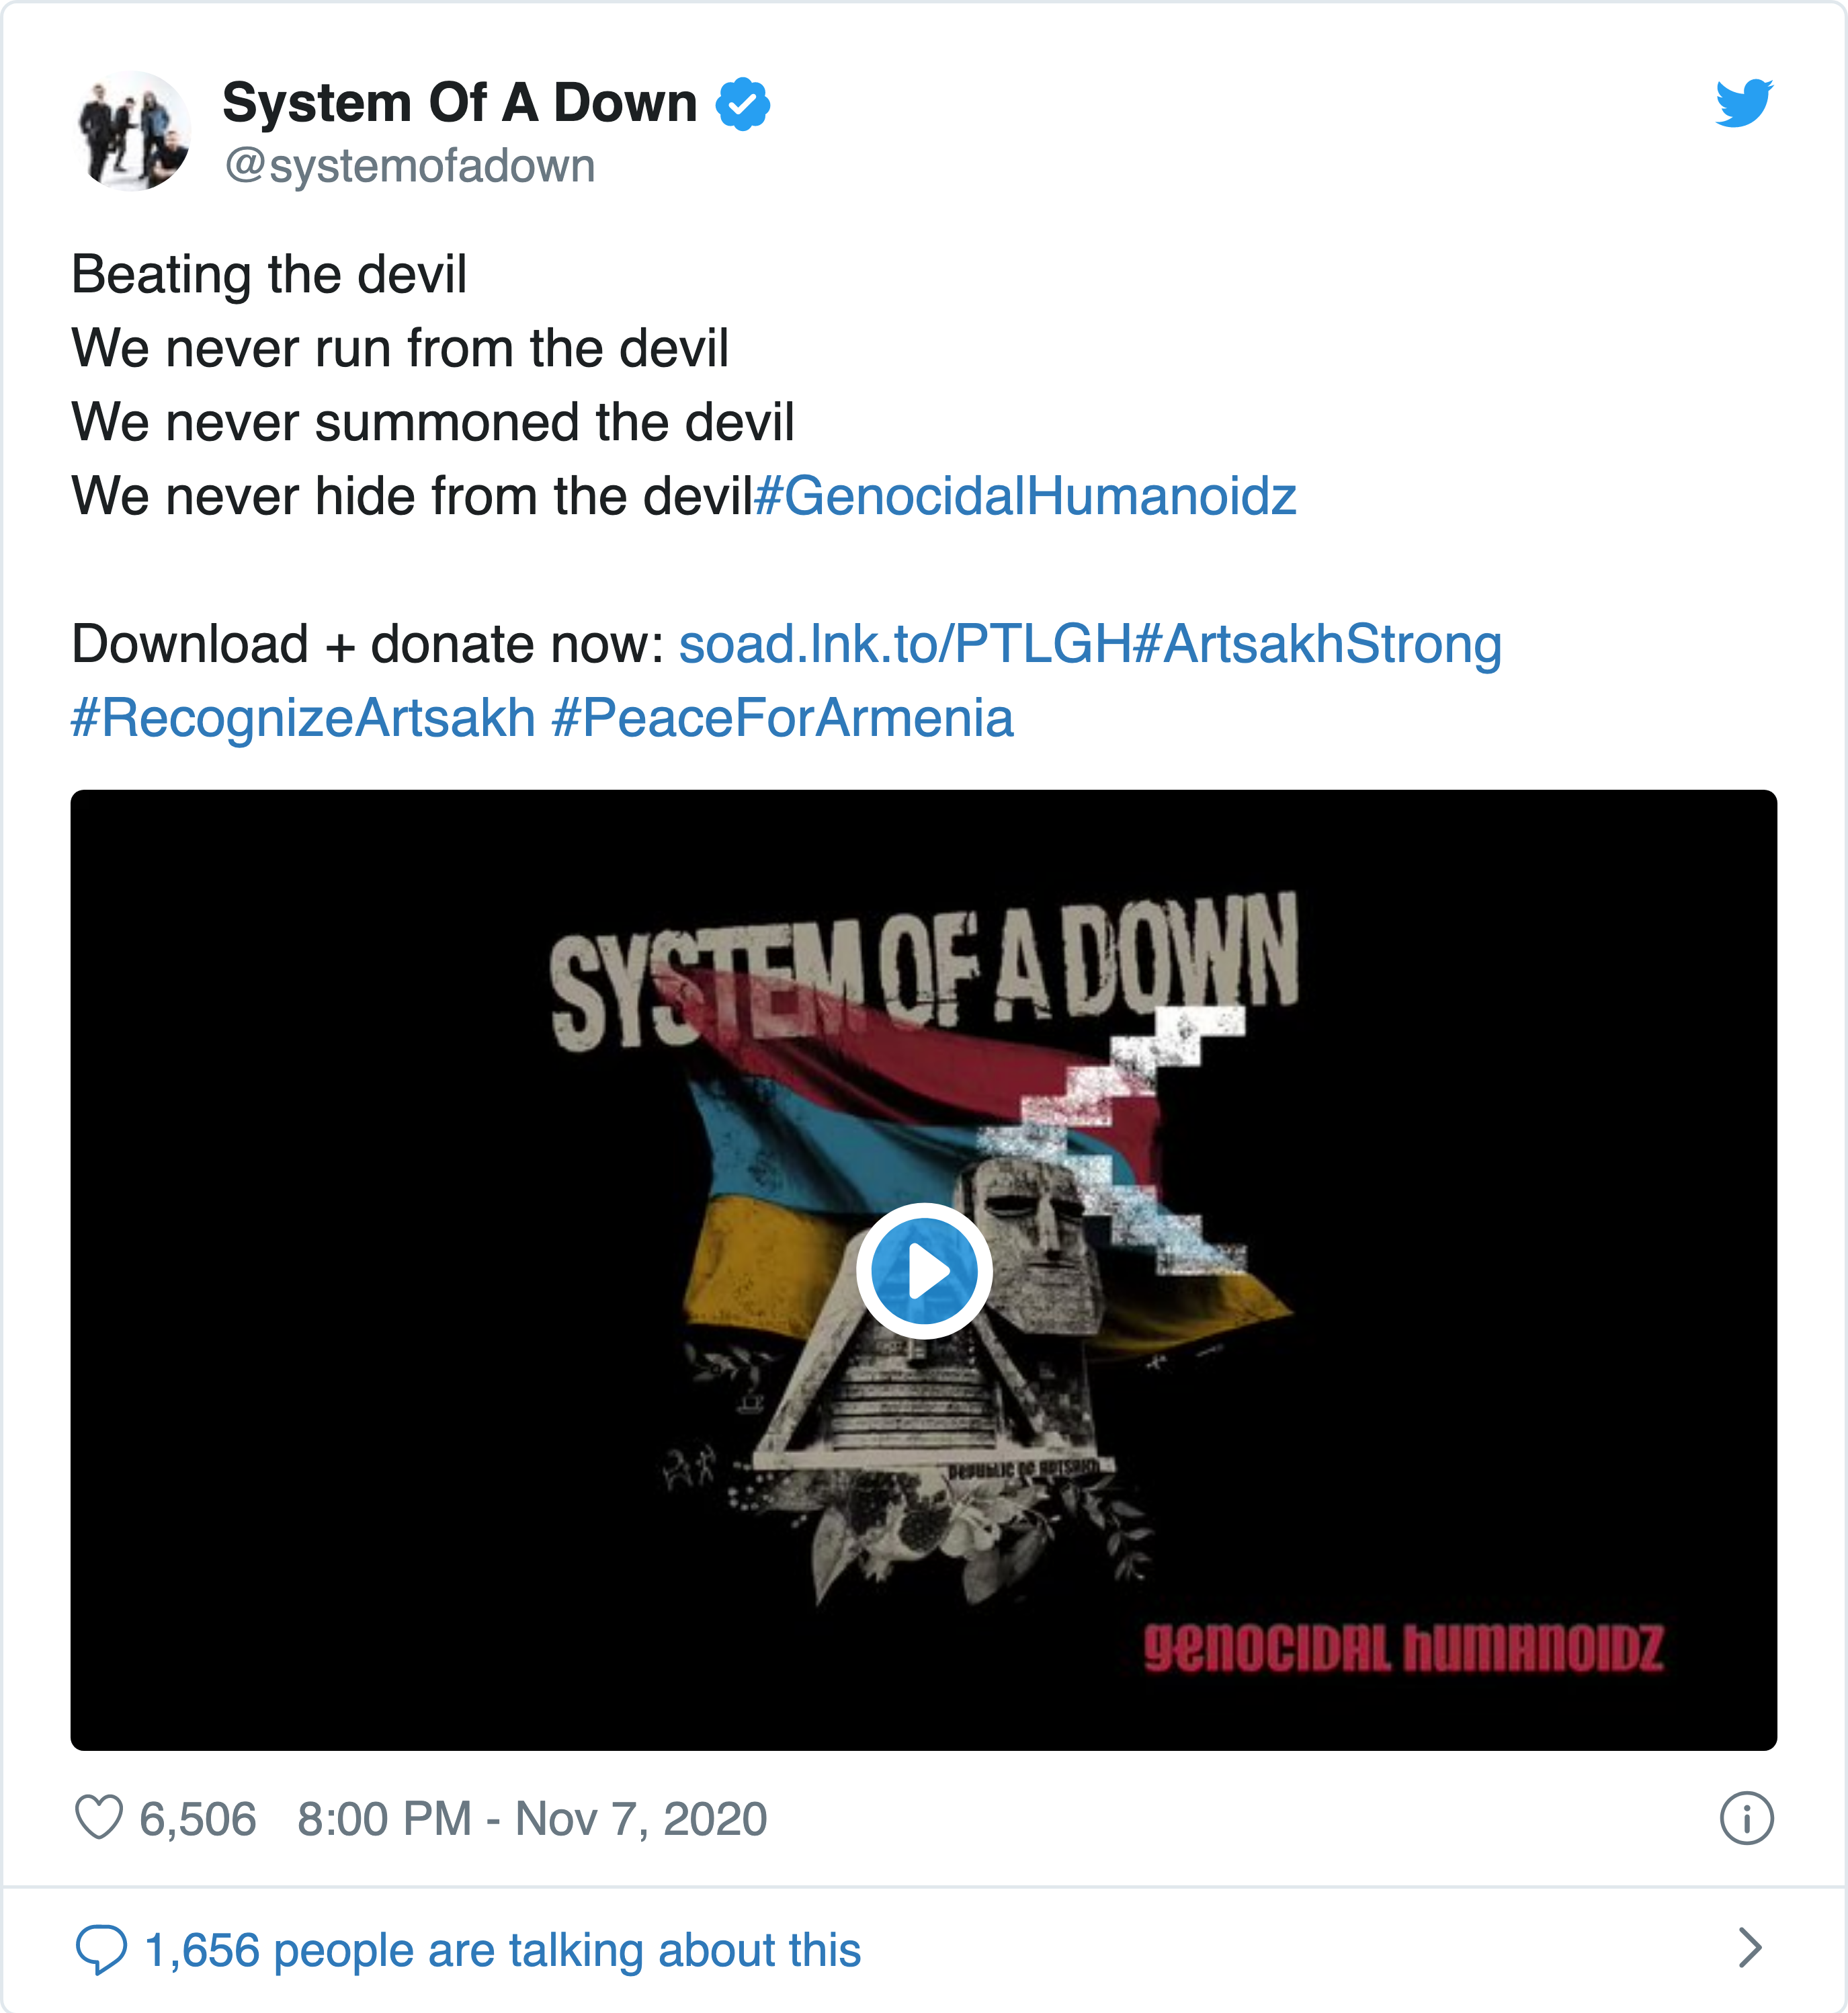 System Of A Down
@systemofadown
Beating the devil
We never run from the devil
We never summoned the devil
We never hide from the devil#GenocidalHumanoidz
Download + donate now: soad.lnk.to/PTLGH#ArtsakhStrong
#RecognizeArtsakh #PeaceForArmenia
SYSTEM OF A DOWN
REPUBLIC OF ARTSAKH
GENOCIDAL HUMANOIDZ
6,506 8:00 PM - Nov 7, 2020
1,656 people are talking about this